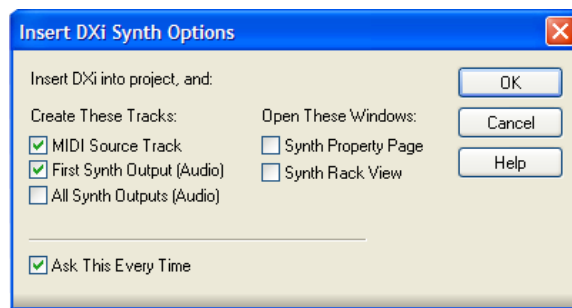 Insert DXi Synth Options
Insert DXi into project, and:
Create These Tracks:
MIDI Source Track
First Synth Output (Audio)
All Synth Outputs (Audio)
Open These Windows:
Synth Property Page
Synth Rack View
OK
Cancel
Help
Ask This Every Time